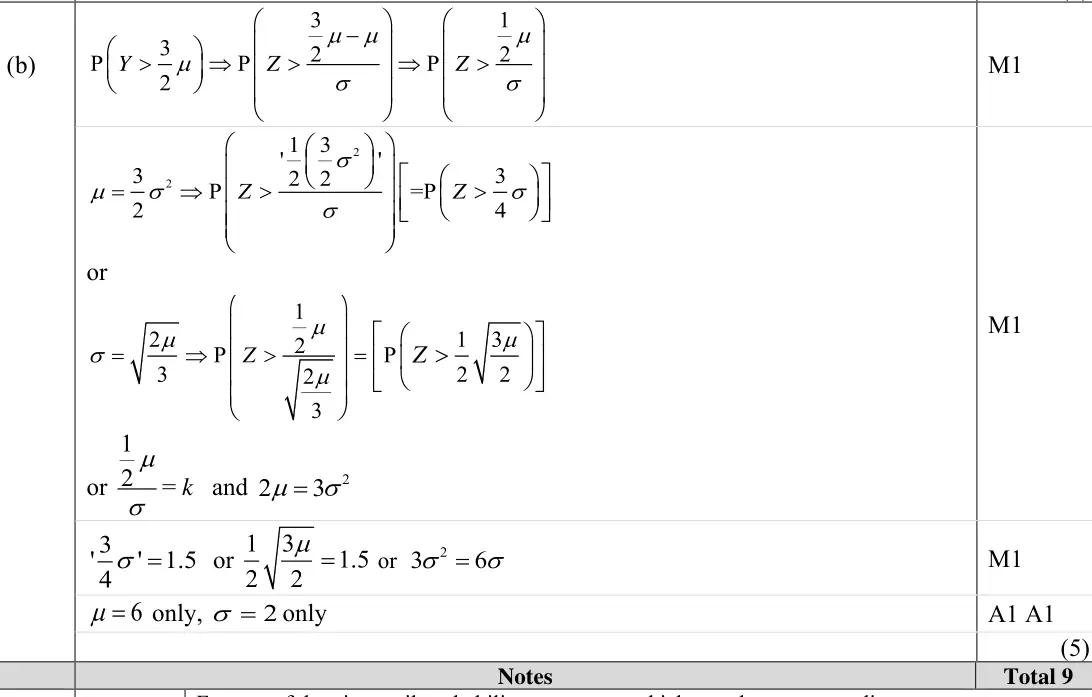 (b) P(Y > 3/2 μ) ⇒ P(Z > (3/2 μ − μ)/σ) ⇒ P(Z > (1/2 μ)/σ) M1
μ = 3/2 σ² ⇒ P(Z > '1/2(3/2 σ²)'/σ) [=P(Z > 3/4 σ)]
or
σ = √(2μ/3) ⇒ P(Z > (1/2 μ)/√(2μ/3)) = [P(Z > 1/2 √(3μ/2))] M1
or (1/2 μ)/σ = k and 2μ = 3σ²
'3/4 σ' = 1.5 or 1/2 √(3μ/2) = 1.5 or 3σ² = 6σ M1
μ = 6 only, σ = 2 only A1 A1
(5)
Notes Total 9